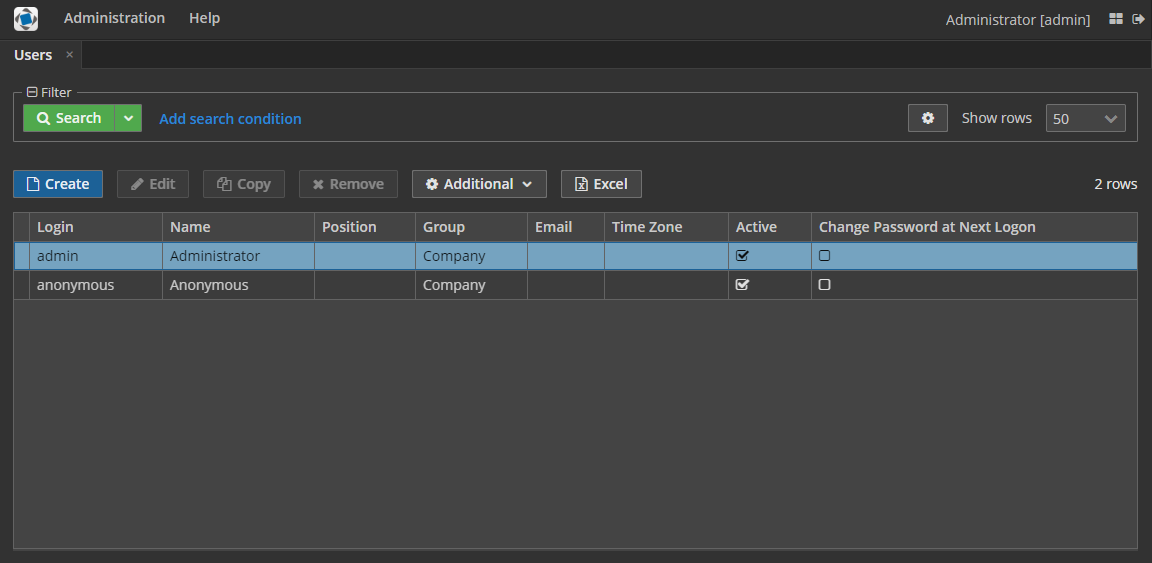 Administration Help Administrator [admin]
Users
Filter
Search Add search condition Show rows 50
Create Edit Copy Remove Additional Excel 2 rows
Login Name Position Group Email Time Zone Active Change Password at Next Logon
admin Administrator Company
anonymous Anonymous Company